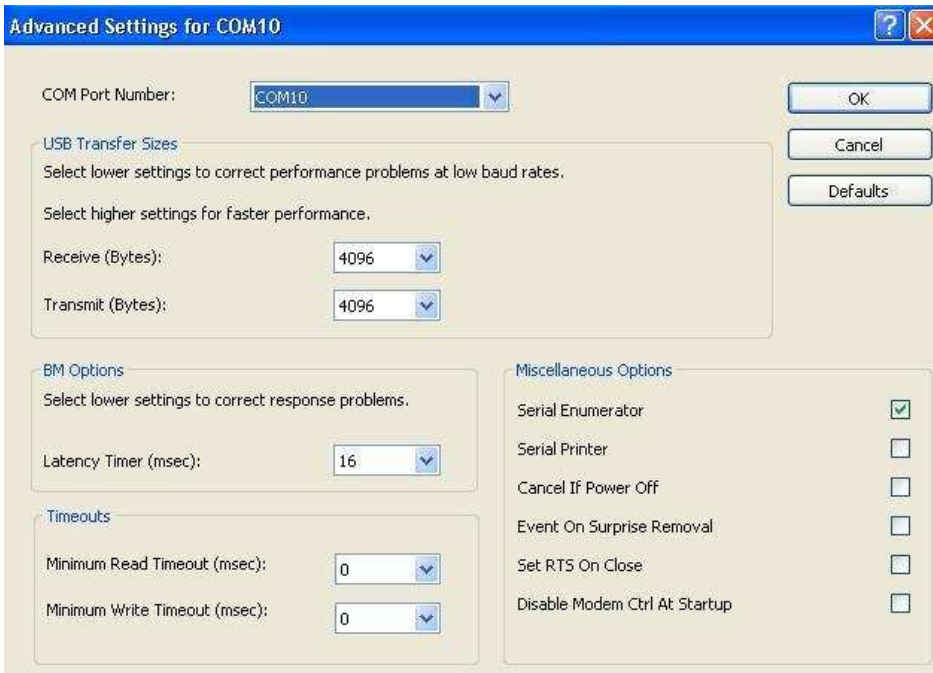 Advanced Settings for COM10
COM Port Number:
COM10
OK
Cancel
Defaults
USB Transfer Sizes
Select lower settings to correct performance problems at low baud rates.
Select higher settings for faster performance.
Receive (Bytes):
4096
Transmit (Bytes):
4096
BM Options
Select lower settings to correct response problems.
Latency Timer (msec):
16
Timeouts
Minimum Read Timeout (msec):
0
Minimum Write Timeout (msec):
0
Miscellaneous Options
Serial Enumerator
Serial Printer
Cancel If Power Off
Event On Surprise Removal
Set RTS On Close
Disable Modem Ctrl At Startup